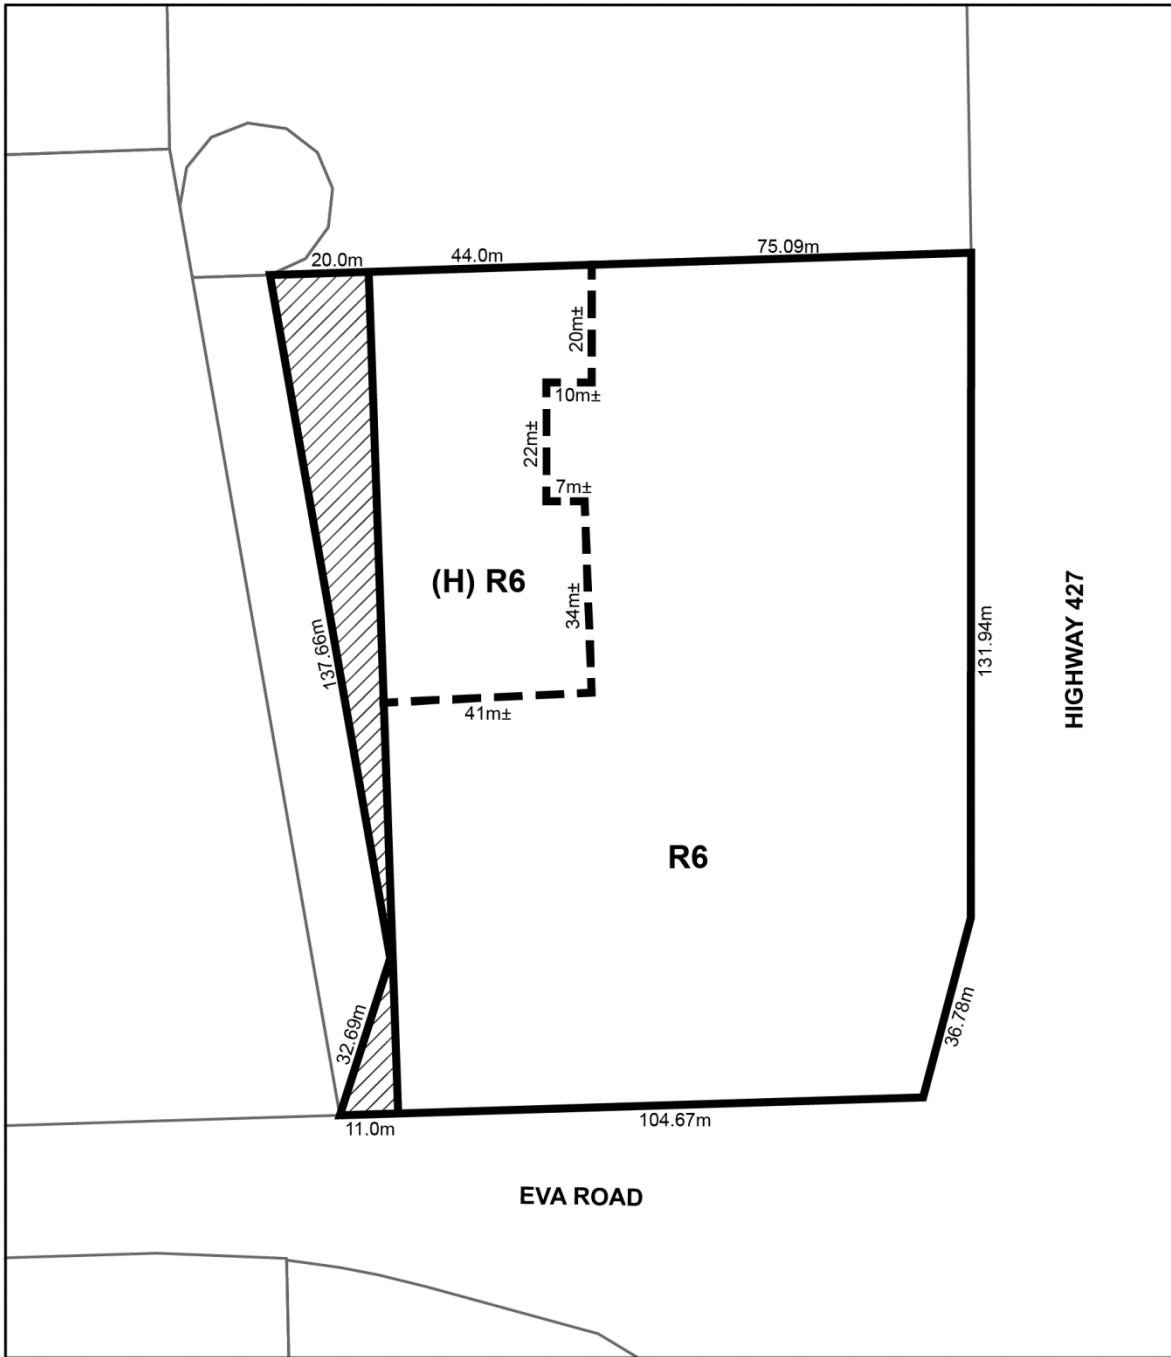 20.0m
44.0m
75.09m
20m±
10m±
22m±
7m±
(H) R6
34m±
137.66m
131.94m
HIGHWAY 427
41m±
R6
32.69m
36.78m
11.0m
104.67m
EVA ROAD